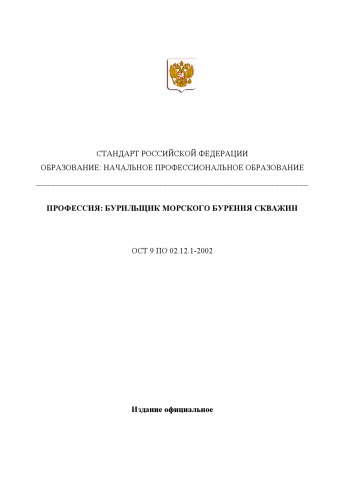 СТАНДАРТ РОССИЙСКОЙ ФЕДЕРАЦИИ
ОБРАЗОВАНИЕ: НАЧАЛЬНОЕ ПРОФЕССИОНАЛЬНОЕ ОБРАЗОВАНИЕ
ПРОФЕССИЯ: БУРИЛЬЩИК МОРСКОГО БУРЕНИЯ СКВАЖИН
ОСТ 9 ПО 02.12.1-2002
Издание официальное